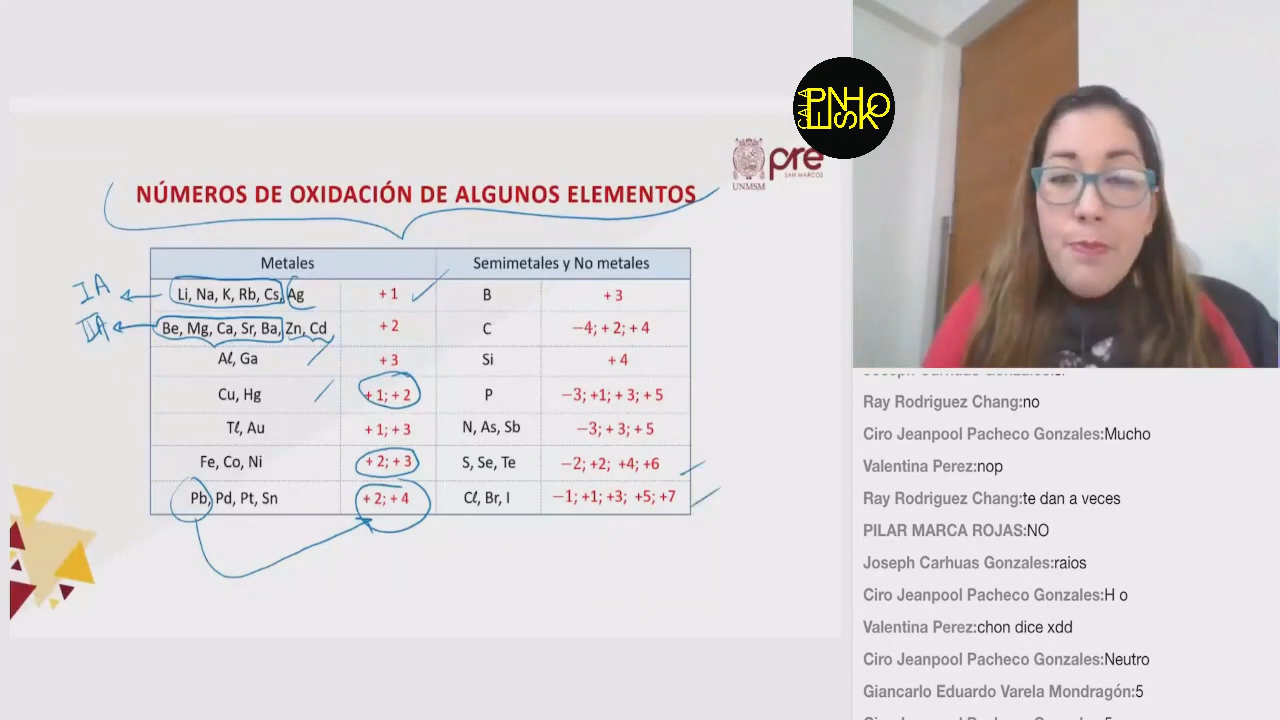 CALA
PENHO
ESK
UNMSM
pre
SAN MARCOS
NÚMEROS DE OXIDACIÓN DE ALGUNOS ELEMENTOS
Metales Semimetales y No metales
IA Li, Na, K, Rb, Cs, Ag + 1 B + 3
IIA Be, Mg, Ca, Sr, Ba, Zn, Cd + 2 C −4; + 2; + 4
Aℓ, Ga + 3 Si + 4
Cu, Hg + 1; + 2 P −3; +1; + 3; + 5
Tℓ, Au + 1; + 3 N, As, Sb −3; + 3; + 5
Fe, Co, Ni + 2; + 3 S, Se, Te −2; +2; +4; +6
Pb, Pd, Pt, Sn + 2; + 4 Cℓ, Br, I −1; +1; +3; +5; +7
Ray Rodriguez Chang:no
Ciro Jeanpool Pacheco Gonzales:Mucho
Valentina Perez:nop
Ray Rodriguez Chang:te dan a veces
PILAR MARCA ROJAS:NO
Joseph Carhuas Gonzales:raios
Ciro Jeanpool Pacheco Gonzales:H o
Valentina Perez:chon dice xdd
Ciro Jeanpool Pacheco Gonzales:Neutro
Giancarlo Eduardo Varela Mondragón:5